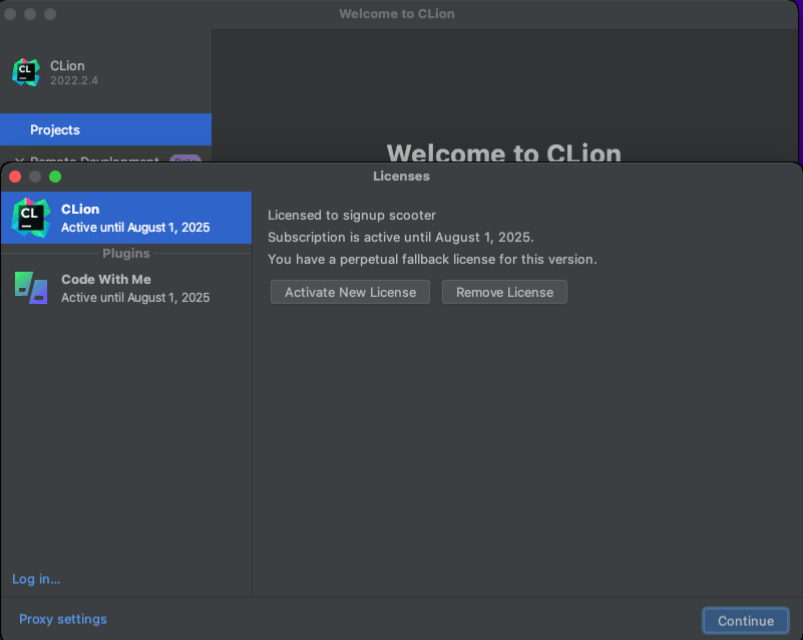 Welcome to CLion
CL
CLion
2022.2.4
Projects
Remote Development
Welcome to CLion
Licenses
CL
CLion
Active until August 1, 2025
Plugins
Code With Me
Active until August 1, 2025
Licensed to signup scooter
Subscription is active until August 1, 2025.
You have a perpetual fallback license for this version.
Activate New License
Remove License
Log in...
Proxy settings
Continue